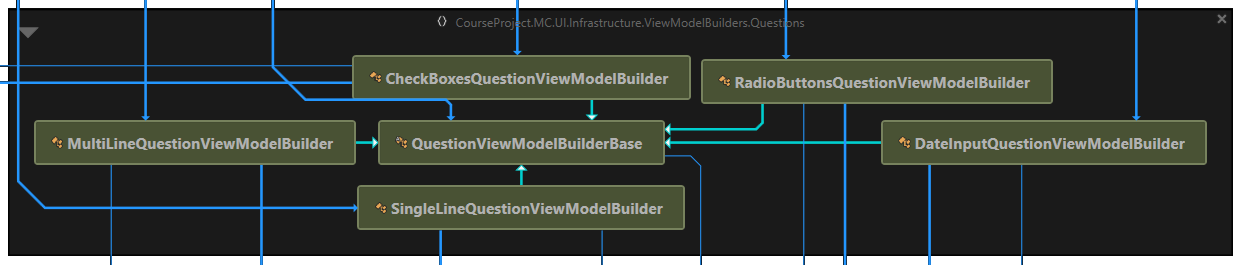 {} CourseProject.MC.UI.Infrastructure.ViewModelBuilders.Questions
CheckBoxesQuestionViewModelBuilder
RadioButtonsQuestionViewModelBuilder
MultiLineQuestionViewModelBuilder
QuestionViewModelBuilderBase
DateInputQuestionViewModelBuilder
SingleLineQuestionViewModelBuilder